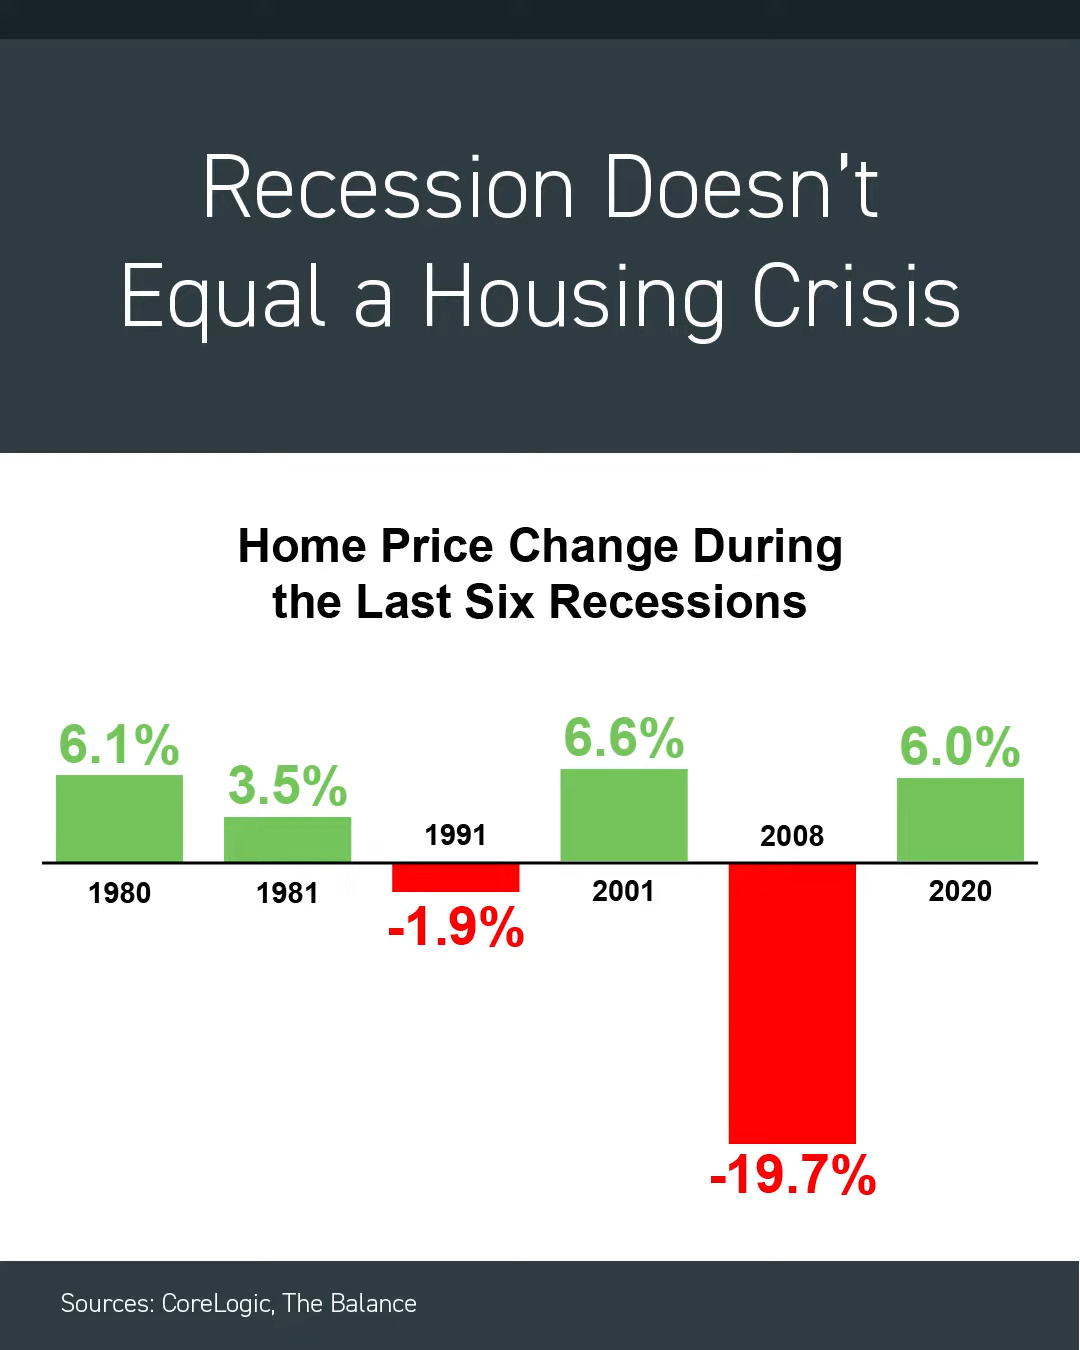 Recession Doesn't
Equal a Housing Crisis
Home Price Change During
the Last Six Recessions
6.1%
3.5%
6.6%
6.0%
1991
2008
1980
1981
2001
2020
-1.9%
-19.7%
Sources: CoreLogic, The Balance